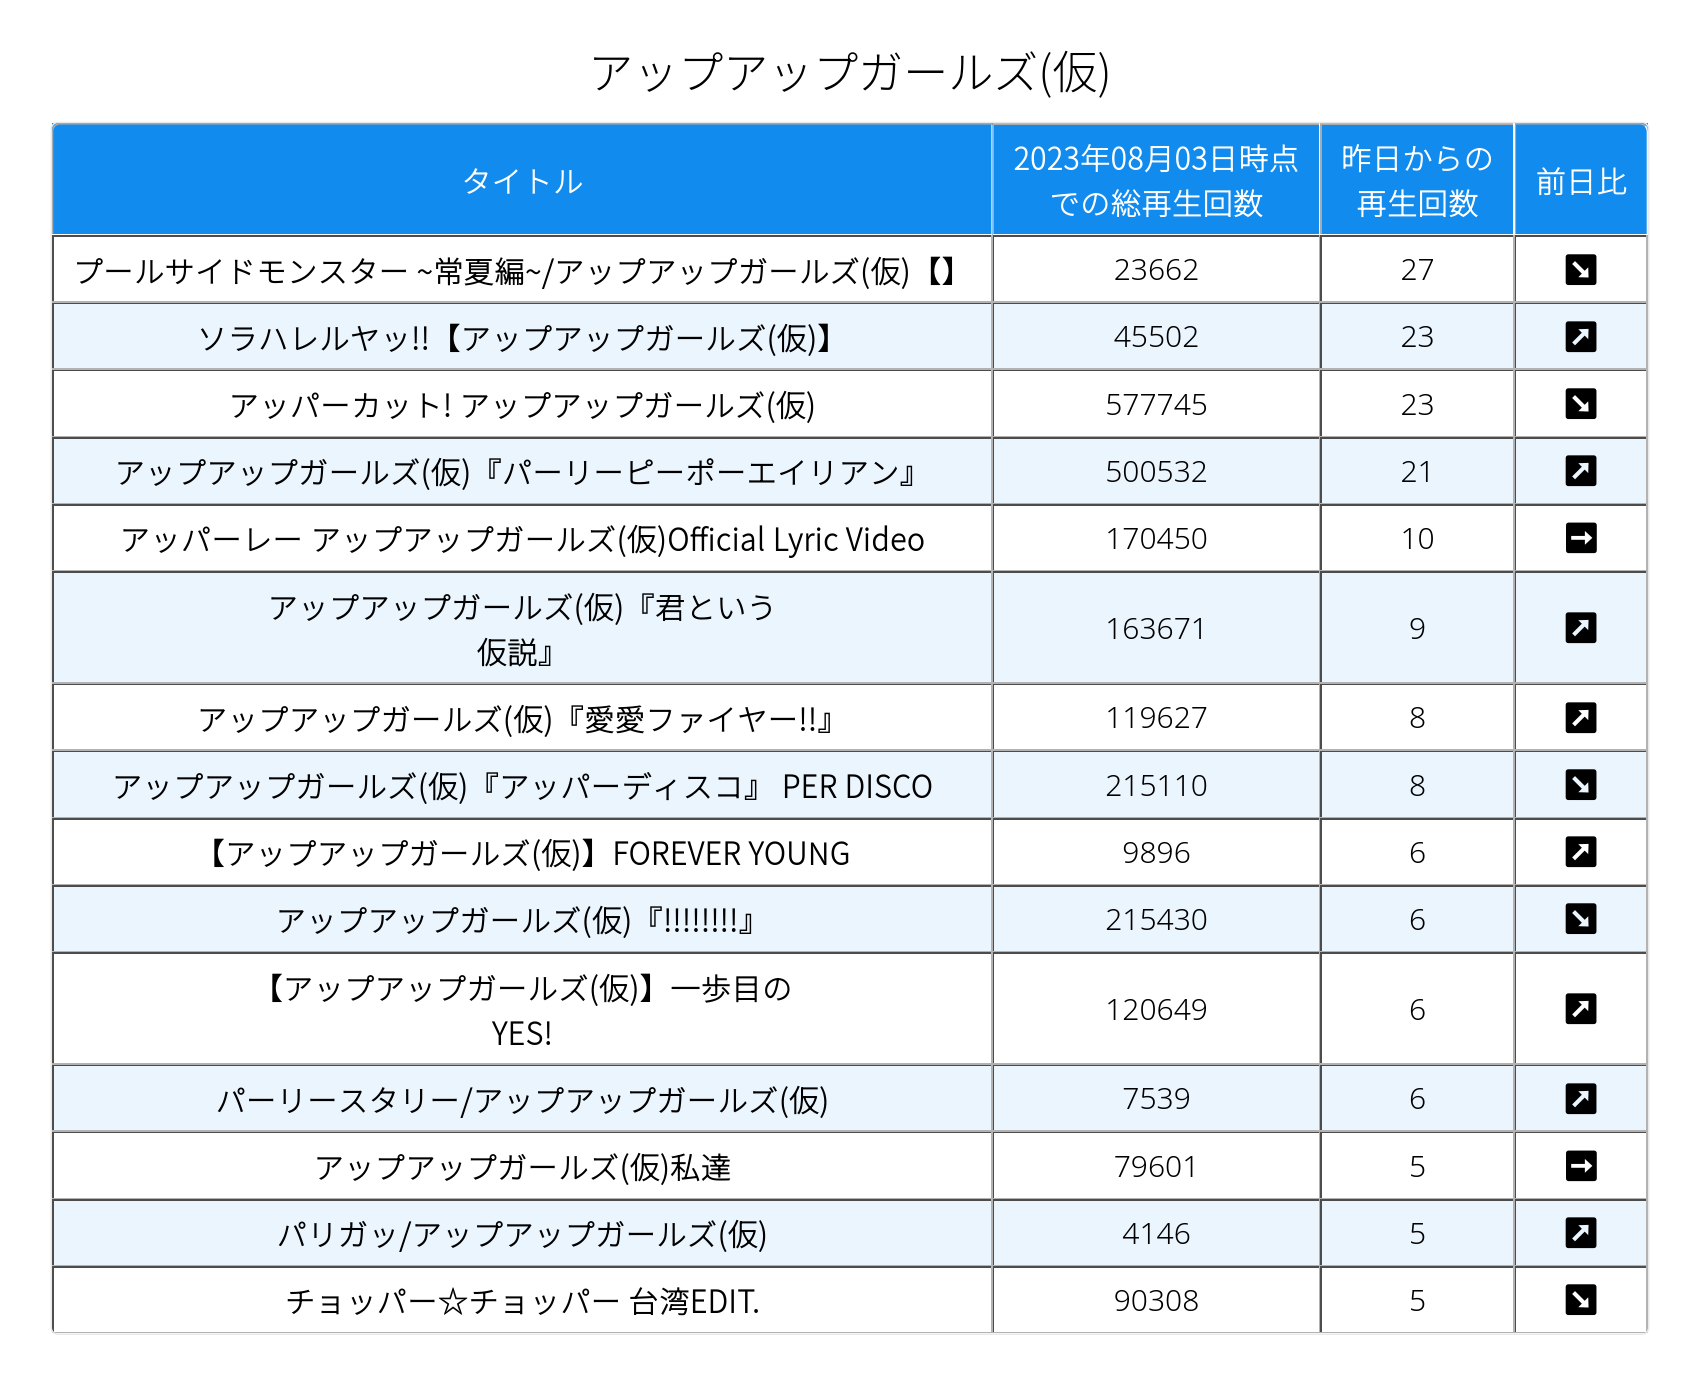 アップアップガールズ(仮)
タイトル 2023年08月03日時点での総再生回数 昨日からの再生回数 前日比
プールサイドモンスター ~常夏編~/アップアップガールズ(仮)【】 23662 27 ↘
ソラハレルヤッ!!【アップアップガールズ(仮)】 45502 23 ↗
アッパーカット! アップアップガールズ(仮) 577745 23 ↘
アップアップガールズ(仮)『パーリーピーポーエイリアン』 500532 21 ↗
アッパーレー アップアップガールズ(仮)Official Lyric Video 170450 10 →
アップアップガールズ(仮)『君という
仮説』 163671 9 ↗
アップアップガールズ(仮)『愛愛ファイヤー!!』 119627 8 ↗
アップアップガールズ(仮)『アッパーディスコ』 PER DISCO 215110 8 ↘
【アップアップガールズ(仮)】FOREVER YOUNG 9896 6 ↗
アップアップガールズ(仮)『!!!!!!!!』 215430 6 ↘
【アップアップガールズ(仮)】一歩目の
YES! 120649 6 ↗
パーリースタリー/アップアップガールズ(仮) 7539 6 ↗
アップアップガールズ(仮)私達 79601 5 →
パリガッ/アップアップガールズ(仮) 4146 5 ↗
チョッパー☆チョッパー 台湾EDIT. 90308 5 ↘